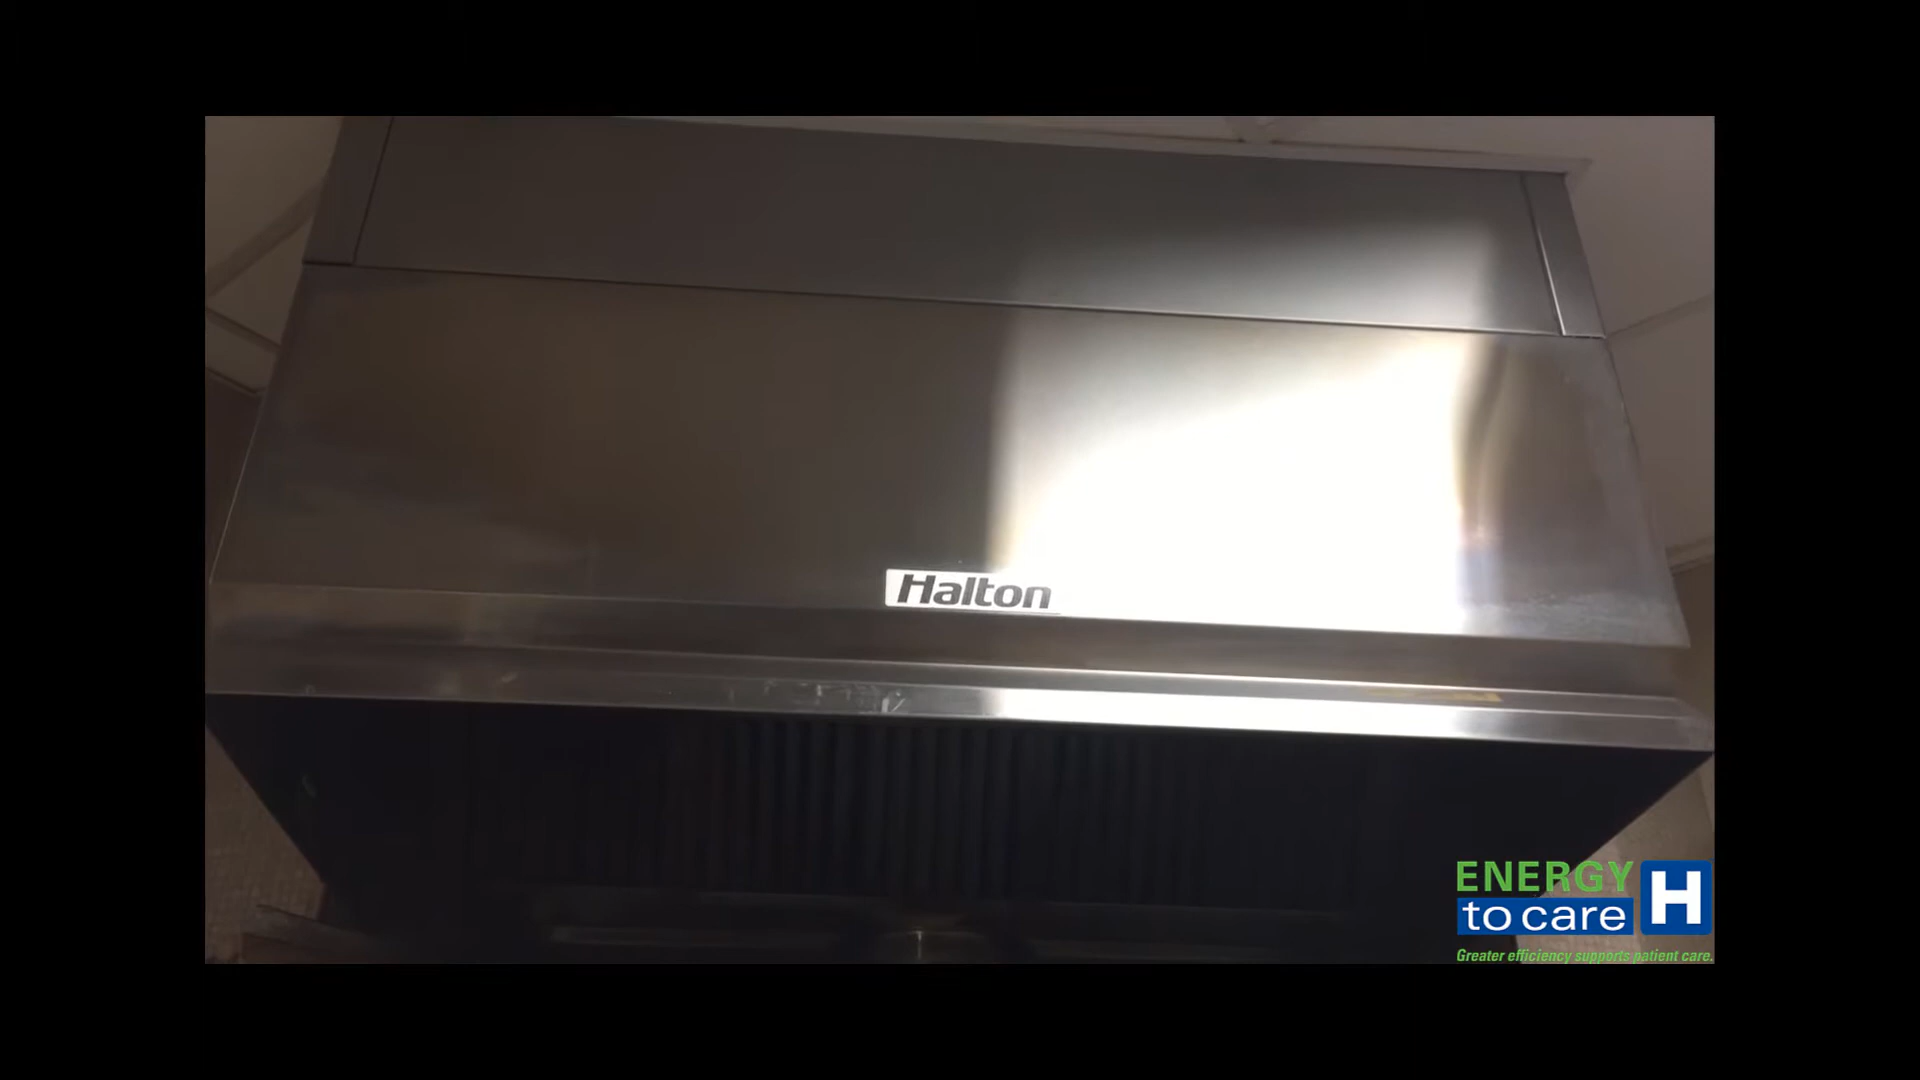 Halton
ENERGY
to care
H
Greater efficiency supports patient care.